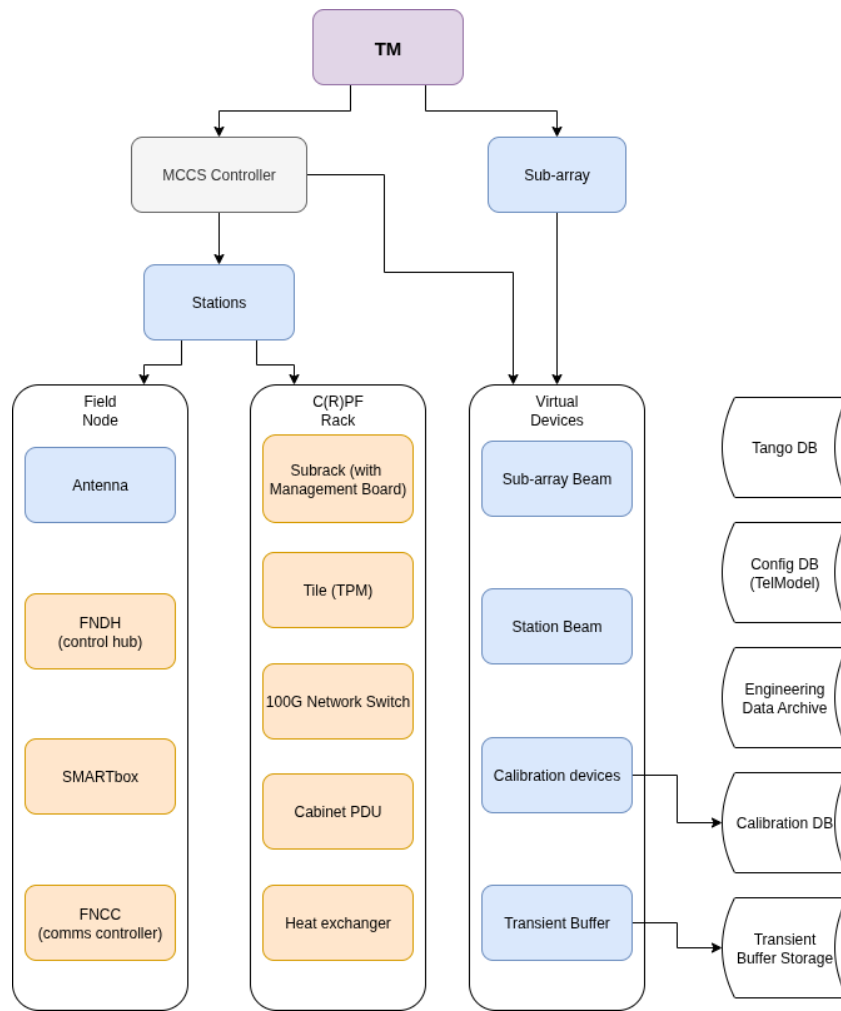 TM
MCCS Controller
Sub-array
Stations
Field
Node
Antenna
FNDH
(control hub)
SMARTbox
FNCC
(comms controller)
C(R)PF
Rack
Subrack (with
Management Board)
Tile (TPM)
100G Network Switch
Cabinet PDU
Heat exchanger
Virtual
Devices
Sub-array Beam
Station Beam
Calibration devices
Transient Buffer
Tango DB
Config DB
(TelModel)
Engineering
Data Archive
Calibration DB
Transient
Buffer Storage